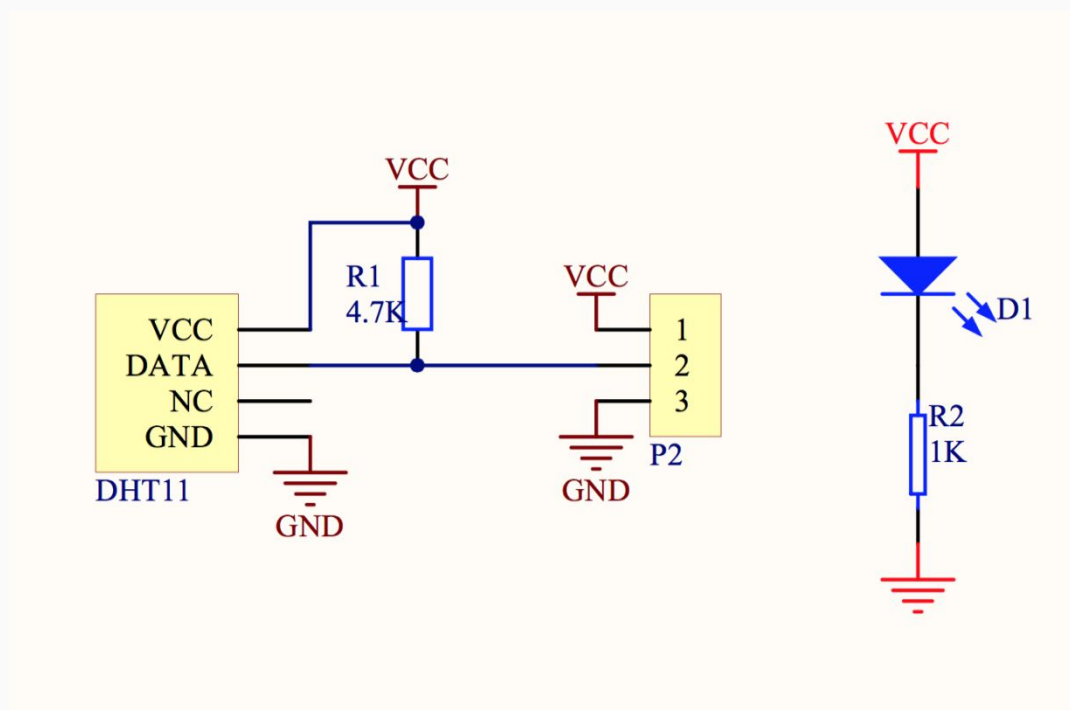 VCC
R1
4.7K
VCC
DATA
NC
GND
DHT11
GND
VCC
1
2
3
P2
GND
VCC
D1
R2
1K